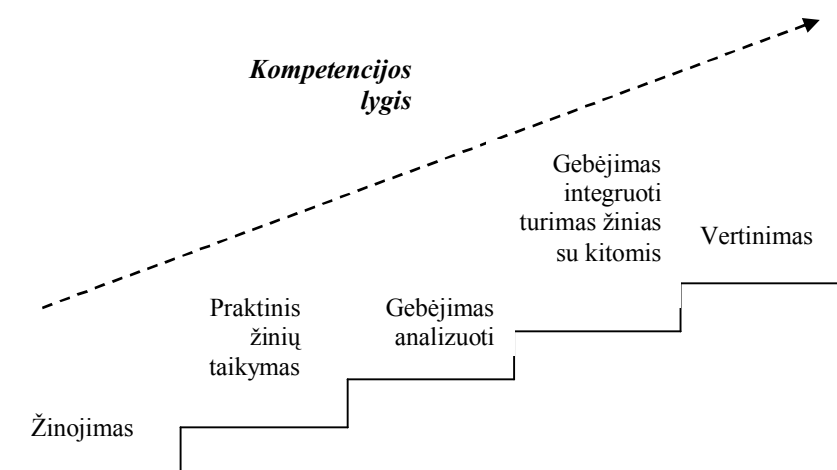 Kompetencijos
lygis
Gebėjimas
integruoti
turimas žinias
su kitomis
Vertinimas
Praktinis
žinių
taikymas
Gebėjimas
analizuoti
Žinojimas